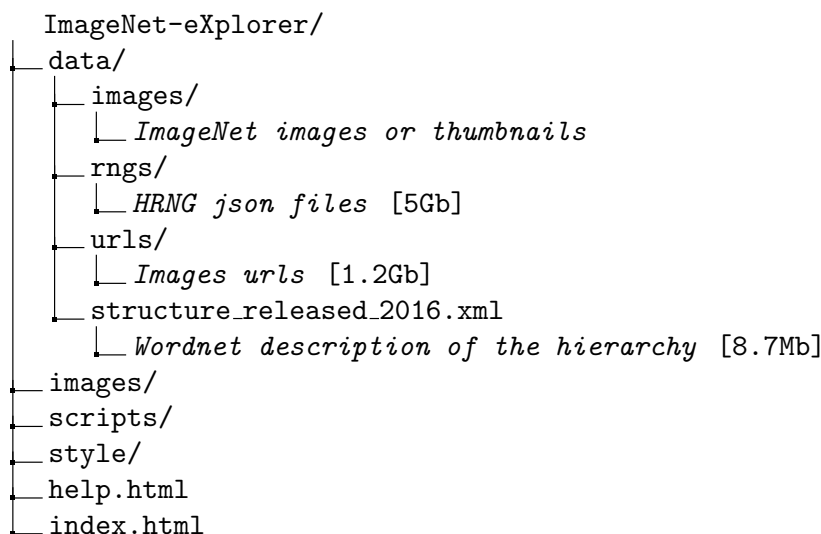 ImageNet-eXplorer/
data/
images/
ImageNet images or thumbnails
rngs/
HRNG json files [5Gb]
urls/
Images urls [1.2Gb]
structure_released_2016.xml
Wordnet description of the hierarchy [8.7Mb]
images/
scripts/
style/
help.html
index.html